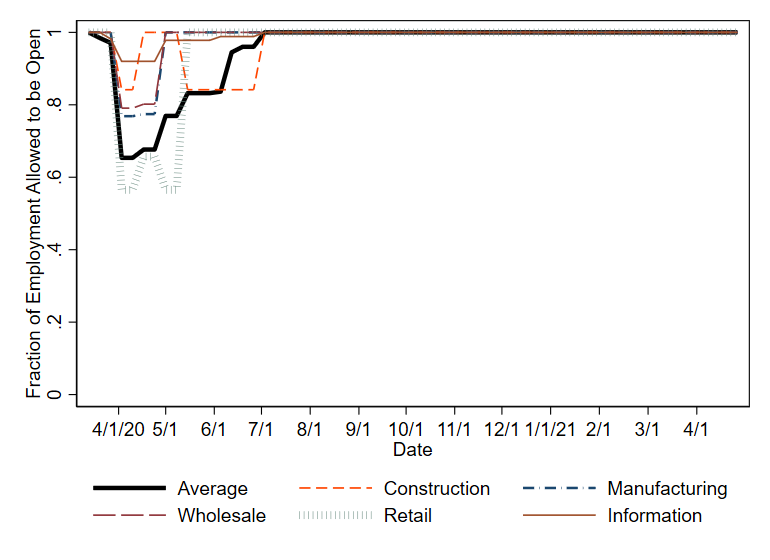 Fraction of Employment Allowed to be Open
1
.8
.6
.4
.2
0
4/1/20 5/1 6/1 7/1 8/1 9/1 10/1 11/1 12/1 1/1/21 2/1 3/1 4/1
Date
Average Construction Manufacturing
Wholesale Retail Information